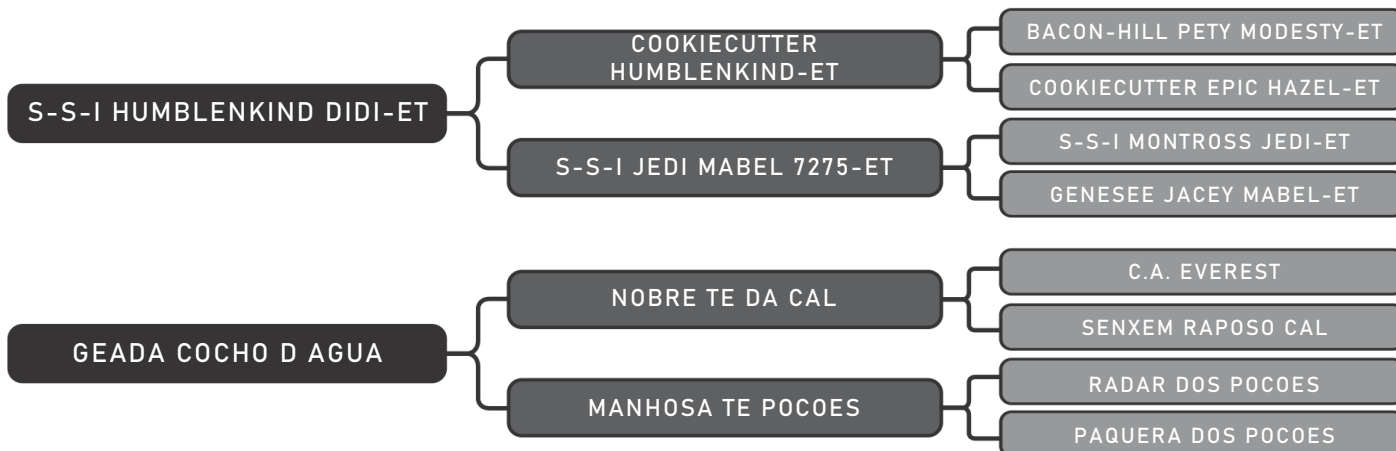 S-S-I HUMBLENKIND DIDI-ET
COOKIECUTTER
HUMBLENKIND-ET
BACON-HILL PETY MODESTY-ET
COOKIECUTTER EPIC HAZEL-ET
S-S-I JEDI MABEL 7275-ET
S-S-I MONTROSS JEDI-ET
GENESEE JACEY MABEL-ET
GEADA COCHO D AGUA
NOBRE TE DA CAL
C.A. EVEREST
SENXEM RAPOSO CAL
MANHOSA TE POCOES
RADAR DOS POCOES
PAQUERA DOS POCOES